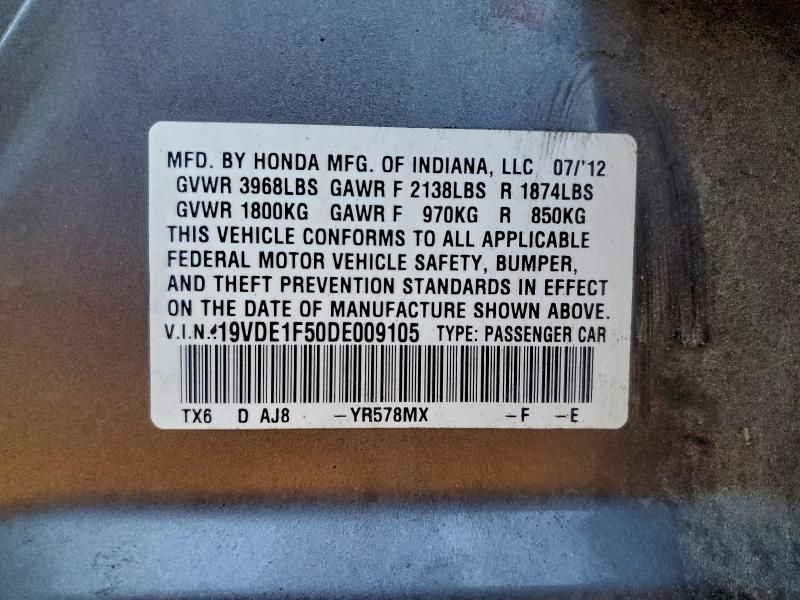 MFD. BY HONDA MFG. OF INDIANA, LLC 07/'12
GVWR 3968LBS GAWR F 2138LBS R 1874LBS
GVWR 1800KG GAWR F 970KG R 850KG
THIS VEHICLE CONFORMS TO ALL APPLICABLE
FEDERAL MOTOR VEHICLE SAFETY, BUMPER,
AND THEFT PREVENTION STANDARDS IN EFFECT
ON THE DATE OF MANUFACTURE SHOWN ABOVE.
V.I.N.: 19VDE1F50DE009105 TYPE: PASSENGER CAR
TX6 D AJ8 -YR578MX -F -E